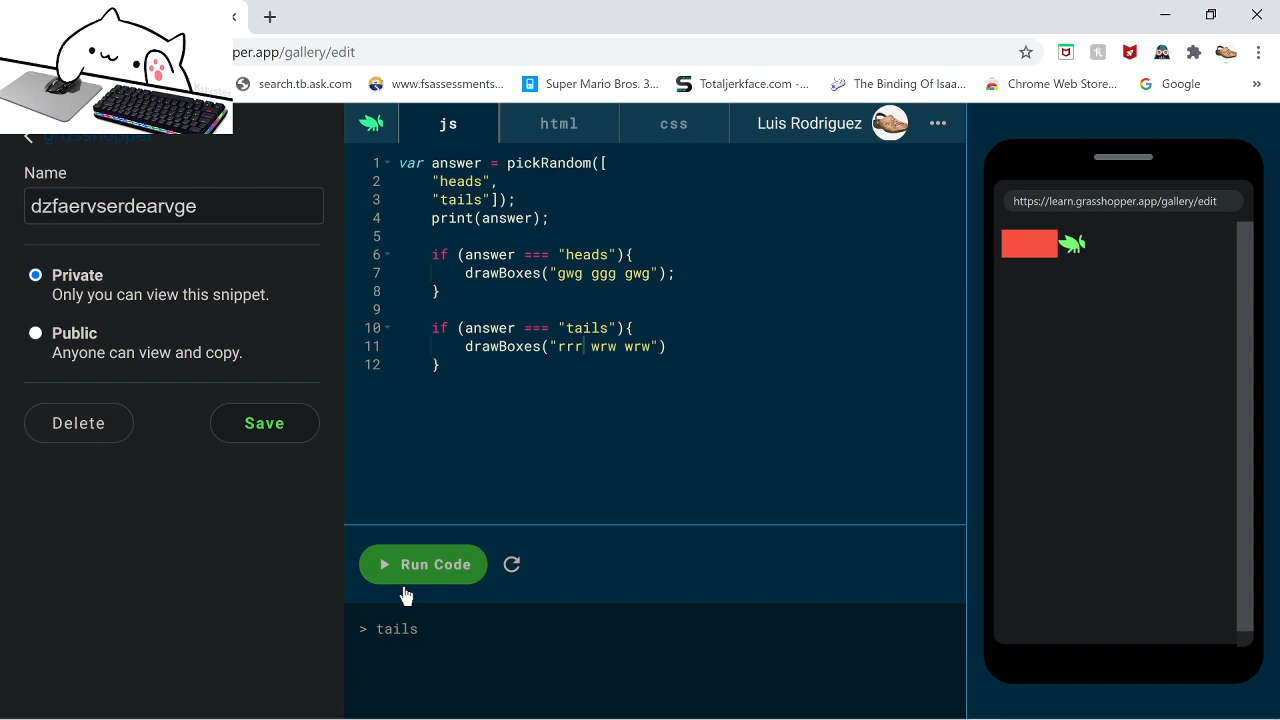 per.app/gallery/edit
search.tb.ask.com
www.fsassessments...
Super Mario Bros. 3...
Totaljerkface.com -...
The Binding Of Isaa...
Chrome Web Store...
Google
»
grasshopper
js
html
css
Luis Rodriguez
Name
dzfaervserdearvge
Private
Only you can view this snippet.
Public
Anyone can view and copy.
Delete
Save
1 var answer = pickRandom([
2 "heads",
3 "tails"]);
4 print(answer);
5
6 if (answer === "heads"){
7 drawBoxes("gwg ggg gwg");
8 }
9
10 if (answer === "tails"){
11 drawBoxes("rrr wrw wrw")
12 }
Run Code
> tails
https://learn.grasshopper.app/gallery/edit